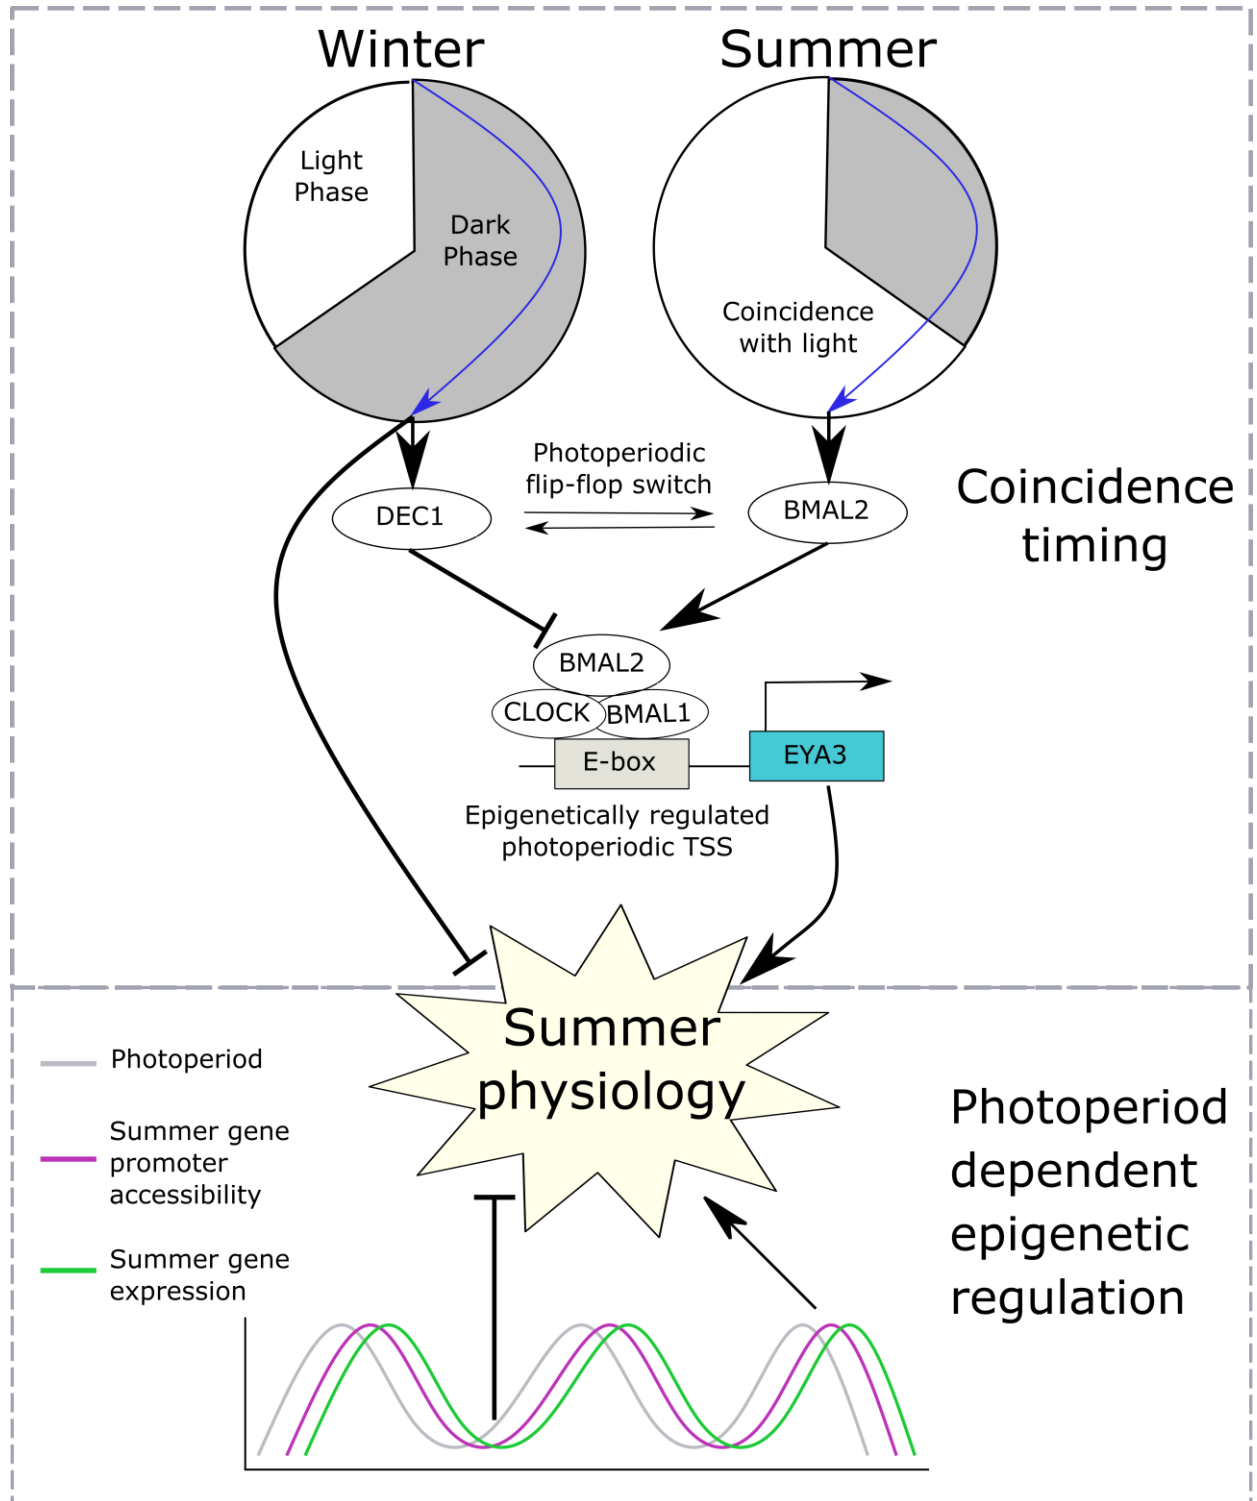 Winter
Summer
Light
Phase
Dark
Phase
Coincidence
with light
Photoperiodic
flip-flop switch
DEC1
BMAL2
Coincidence
timing
BMAL2
CLOCK
BMAL1
E-box
EYA3
Epigenetically regulated
photoperiodic TSS
Summer
physiology
Photoperiod
Summer gene
promoter
accessibility
Summer gene
expression
Photoperiod
dependent
epigenetic
regulation